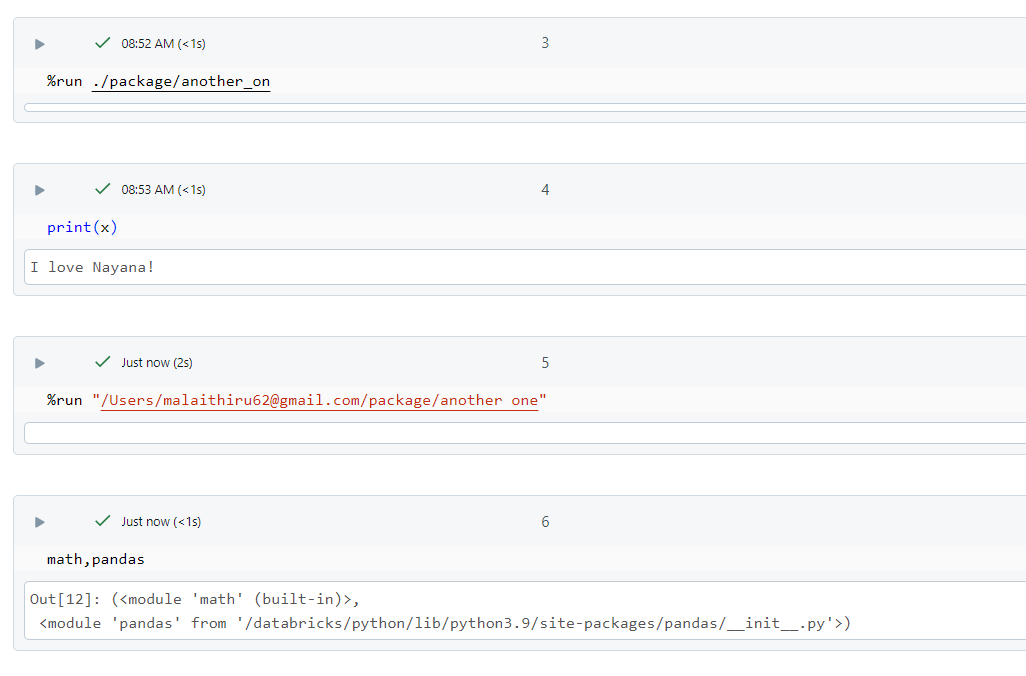 08:52 AM (<1s)
3
%run ./package/another_on
08:53 AM (<1s)
4
print(x)
I love Nayana!
Just now (2s)
5
%run "/Users/malaithiru62@gmail.com/package/another one"
Just now (<1s)
6
math,pandas
Out[12]: (<module 'math' (built-in)>,
<module 'pandas' from '/databricks/python/lib/python3.9/site-packages/pandas/__init__.py'>)